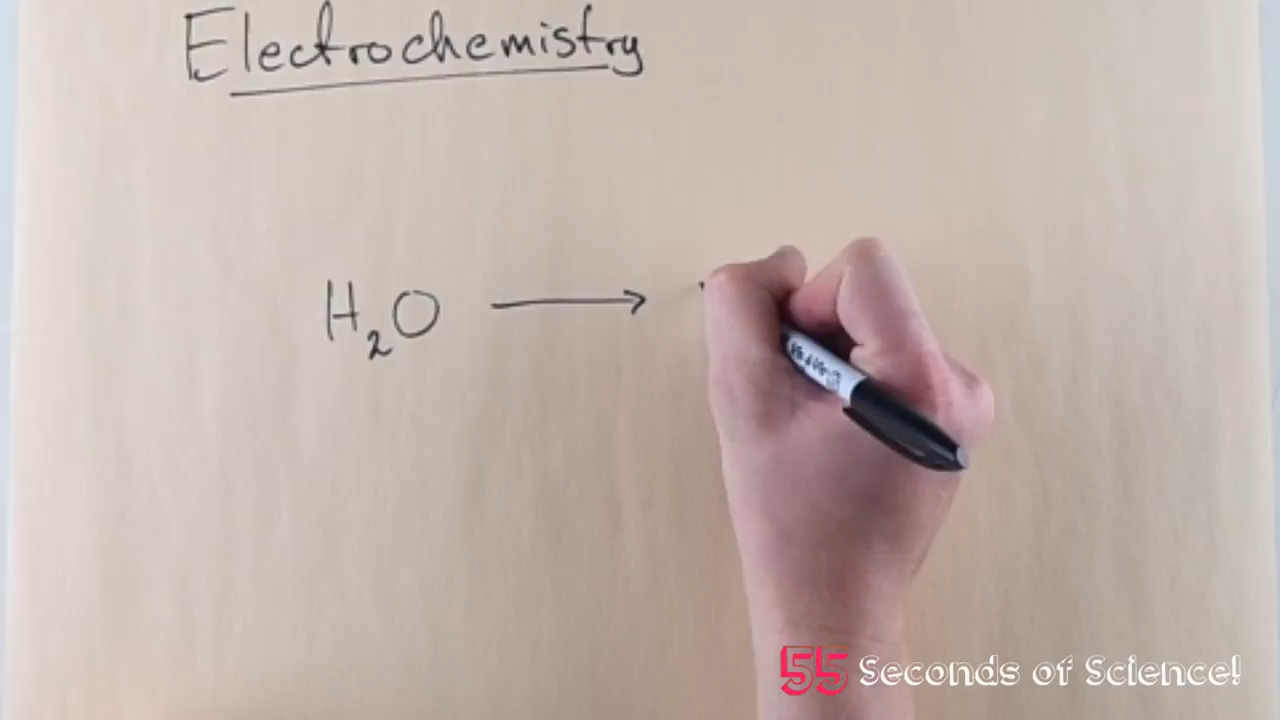 Electrochemistry
H₂O →
55 Seconds of Science!